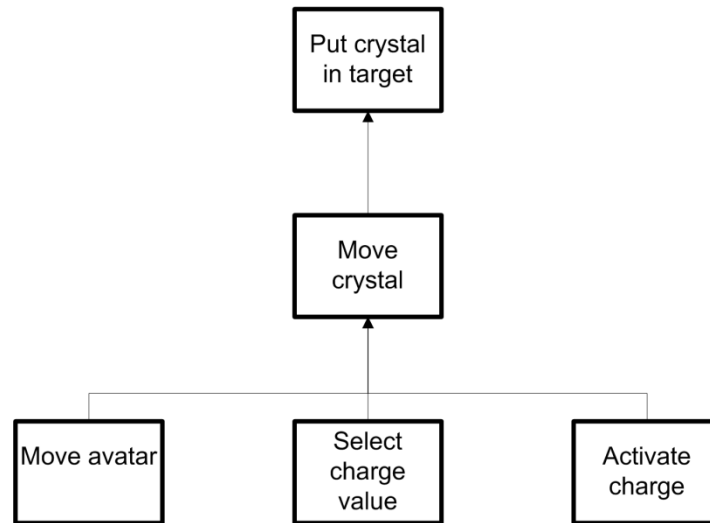 Put crystal
in target
Move
crystal
Move avatar
Select
charge
value
Activate
charge